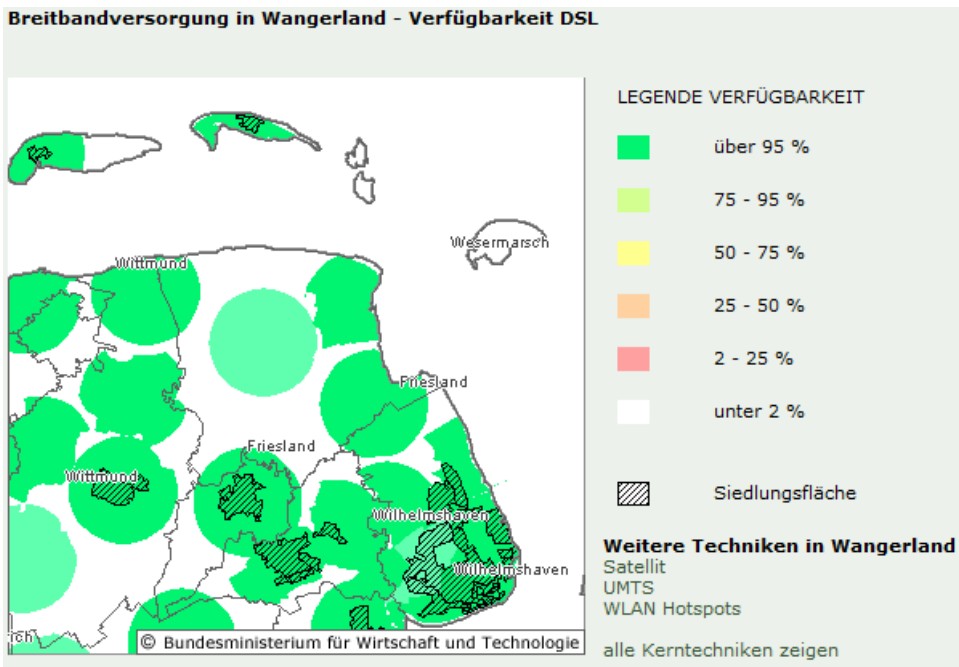 Breitbandversorgung in Wangerland - Verfügbarkeit DSL
LEGENDE VERFÜGBARKEIT
über 95 %
75 - 95 %
50 - 75 %
25 - 50 %
2 - 25 %
unter 2 %
Siedlungsfläche
Weitere Techniken in Wangerland
Satellit
UMTS
WLAN Hotspots
alle Kerntechniken zeigen
Wesermarsch
Wittmund
Friesland
Friesland
Wittmund
Wilhelmshaven
Wilhelmshaven
rich
© Bundesministerium für Wirtschaft und Technologie